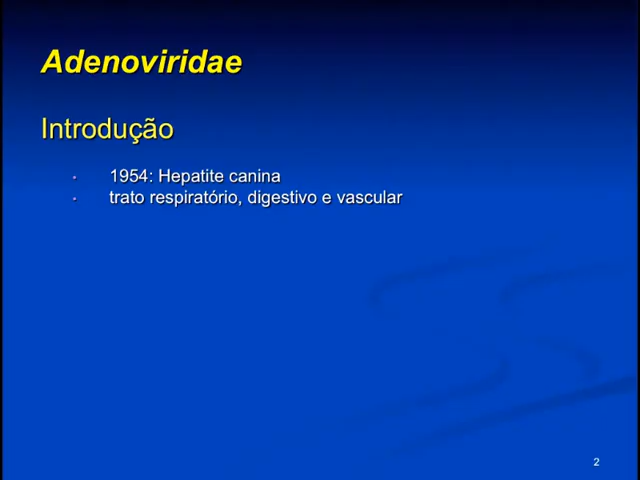 Adenoviridae
Introdução
• 1954: Hepatite canina
• trato respiratório, digestivo e vascular
2